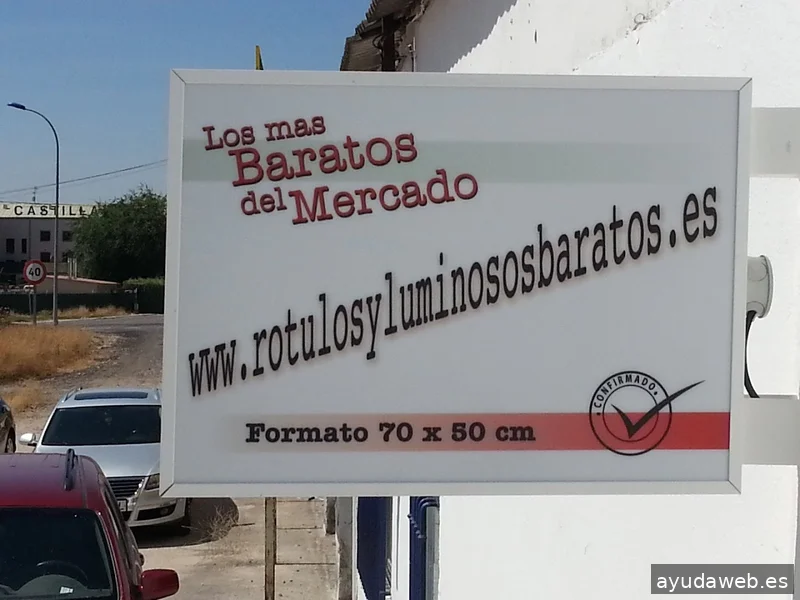 Los mas
Baratos
del Mercado
www.rotulosyluminososbaratos.es
CONFIRMADO
Formato 70 x 50 cm
CASTILLA
40
ayudaweb.es